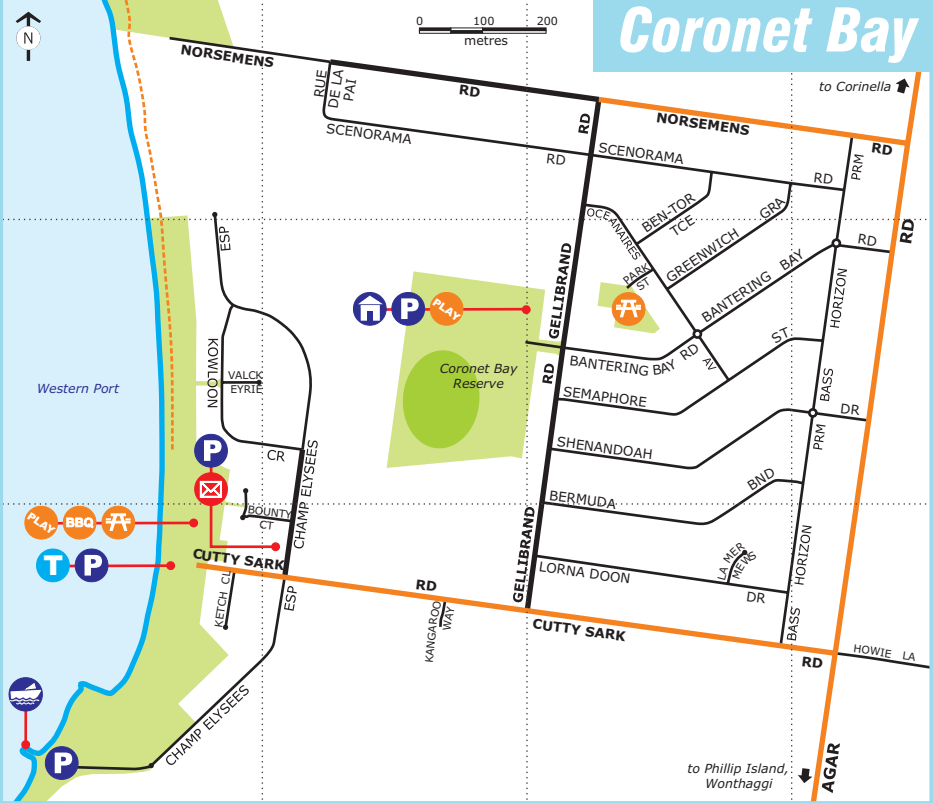 Coronet Bay
N
0 100 200
metres
to Corinella
NORSEMENS
RD
NORSEMENS
RD
RUE
DE LA
PAI
SCENORAMA
RD
RD
SCENORAMA
RD
PRM
RD
ESP
OCEANAIRES
BEN-TOR
TCE
GRA
GREENWICH
PARK
ST
BANTERING BAY
RD
HORIZON
GELLIBRAND
P
PLAY
KOWLOON
VALCK
EYRIE
Western Port
Coronet Bay
Reserve
RD
BANTERING BAY
RD
AV
ST
SEMAPHORE
BASS
DR
PRM
P
CR
CHAMP ELYSEES
SHENANDOAH
BND
BERMUDA
BOUNTY
CT
PLAY
BBQ
T
P
CUTTY SARK
KETCH CL
ESP
RD
GELLIBRAND
LORNA DOON
LA MER
MEWS
DR
HORIZON
BASS
KANGAROO
WAY
CUTTY SARK
RD
HOWIE LA
CHAMP ELYSEES
P
to Phillip Island,
Wonthaggi
AGAR